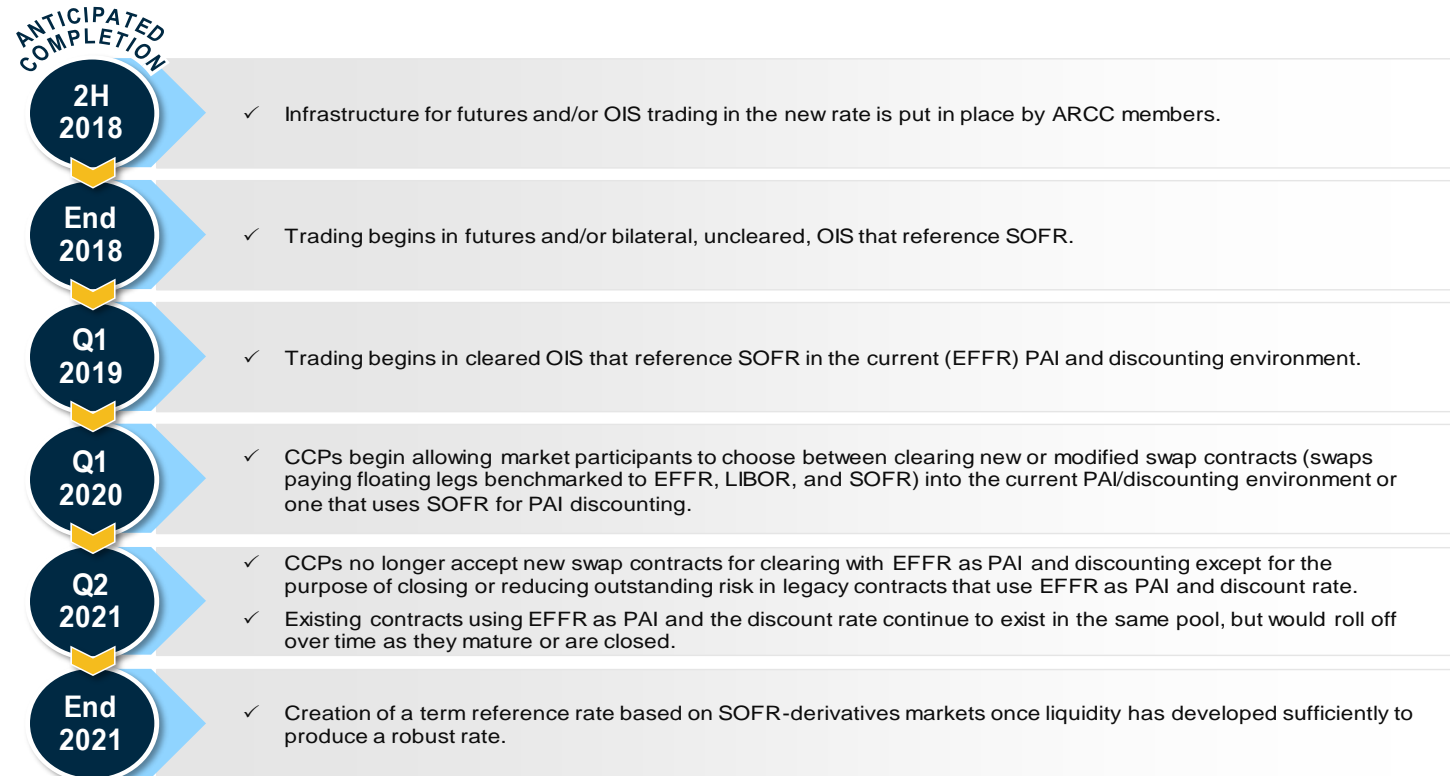 ANTICIPATED
COMPLETION
2H
2018
✓ Infrastructure for futures and/or OIS trading in the new rate is put in place by ARCC members.
End
2018
✓ Trading begins in futures and/or bilateral, uncleared, OIS that reference SOFR.
Q1
2019
✓ Trading begins in cleared OIS that reference SOFR in the current (EFFR) PAI and discounting environment.
Q1
2020
✓ CCPs begin allowing market participants to choose between clearing new or modified swap contracts (swaps
paying floating legs benchmarked to EFFR, LIBOR, and SOFR) into the current PAI/discounting environment or
one that uses SOFR for PAI discounting.
Q2
2021
✓ CCPs no longer accept new swap contracts for clearing with EFFR as PAI and discounting except for the
purpose of closing or reducing outstanding risk in legacy contracts that use EFFR as PAI and discount rate.
✓ Existing contracts using EFFR as PAI and the discount rate continue to exist in the same pool, but would roll off
over time as they mature or are closed.
End
2021
✓ Creation of a term reference rate based on SOFR-derivatives markets once liquidity has developed sufficiently to
produce a robust rate.